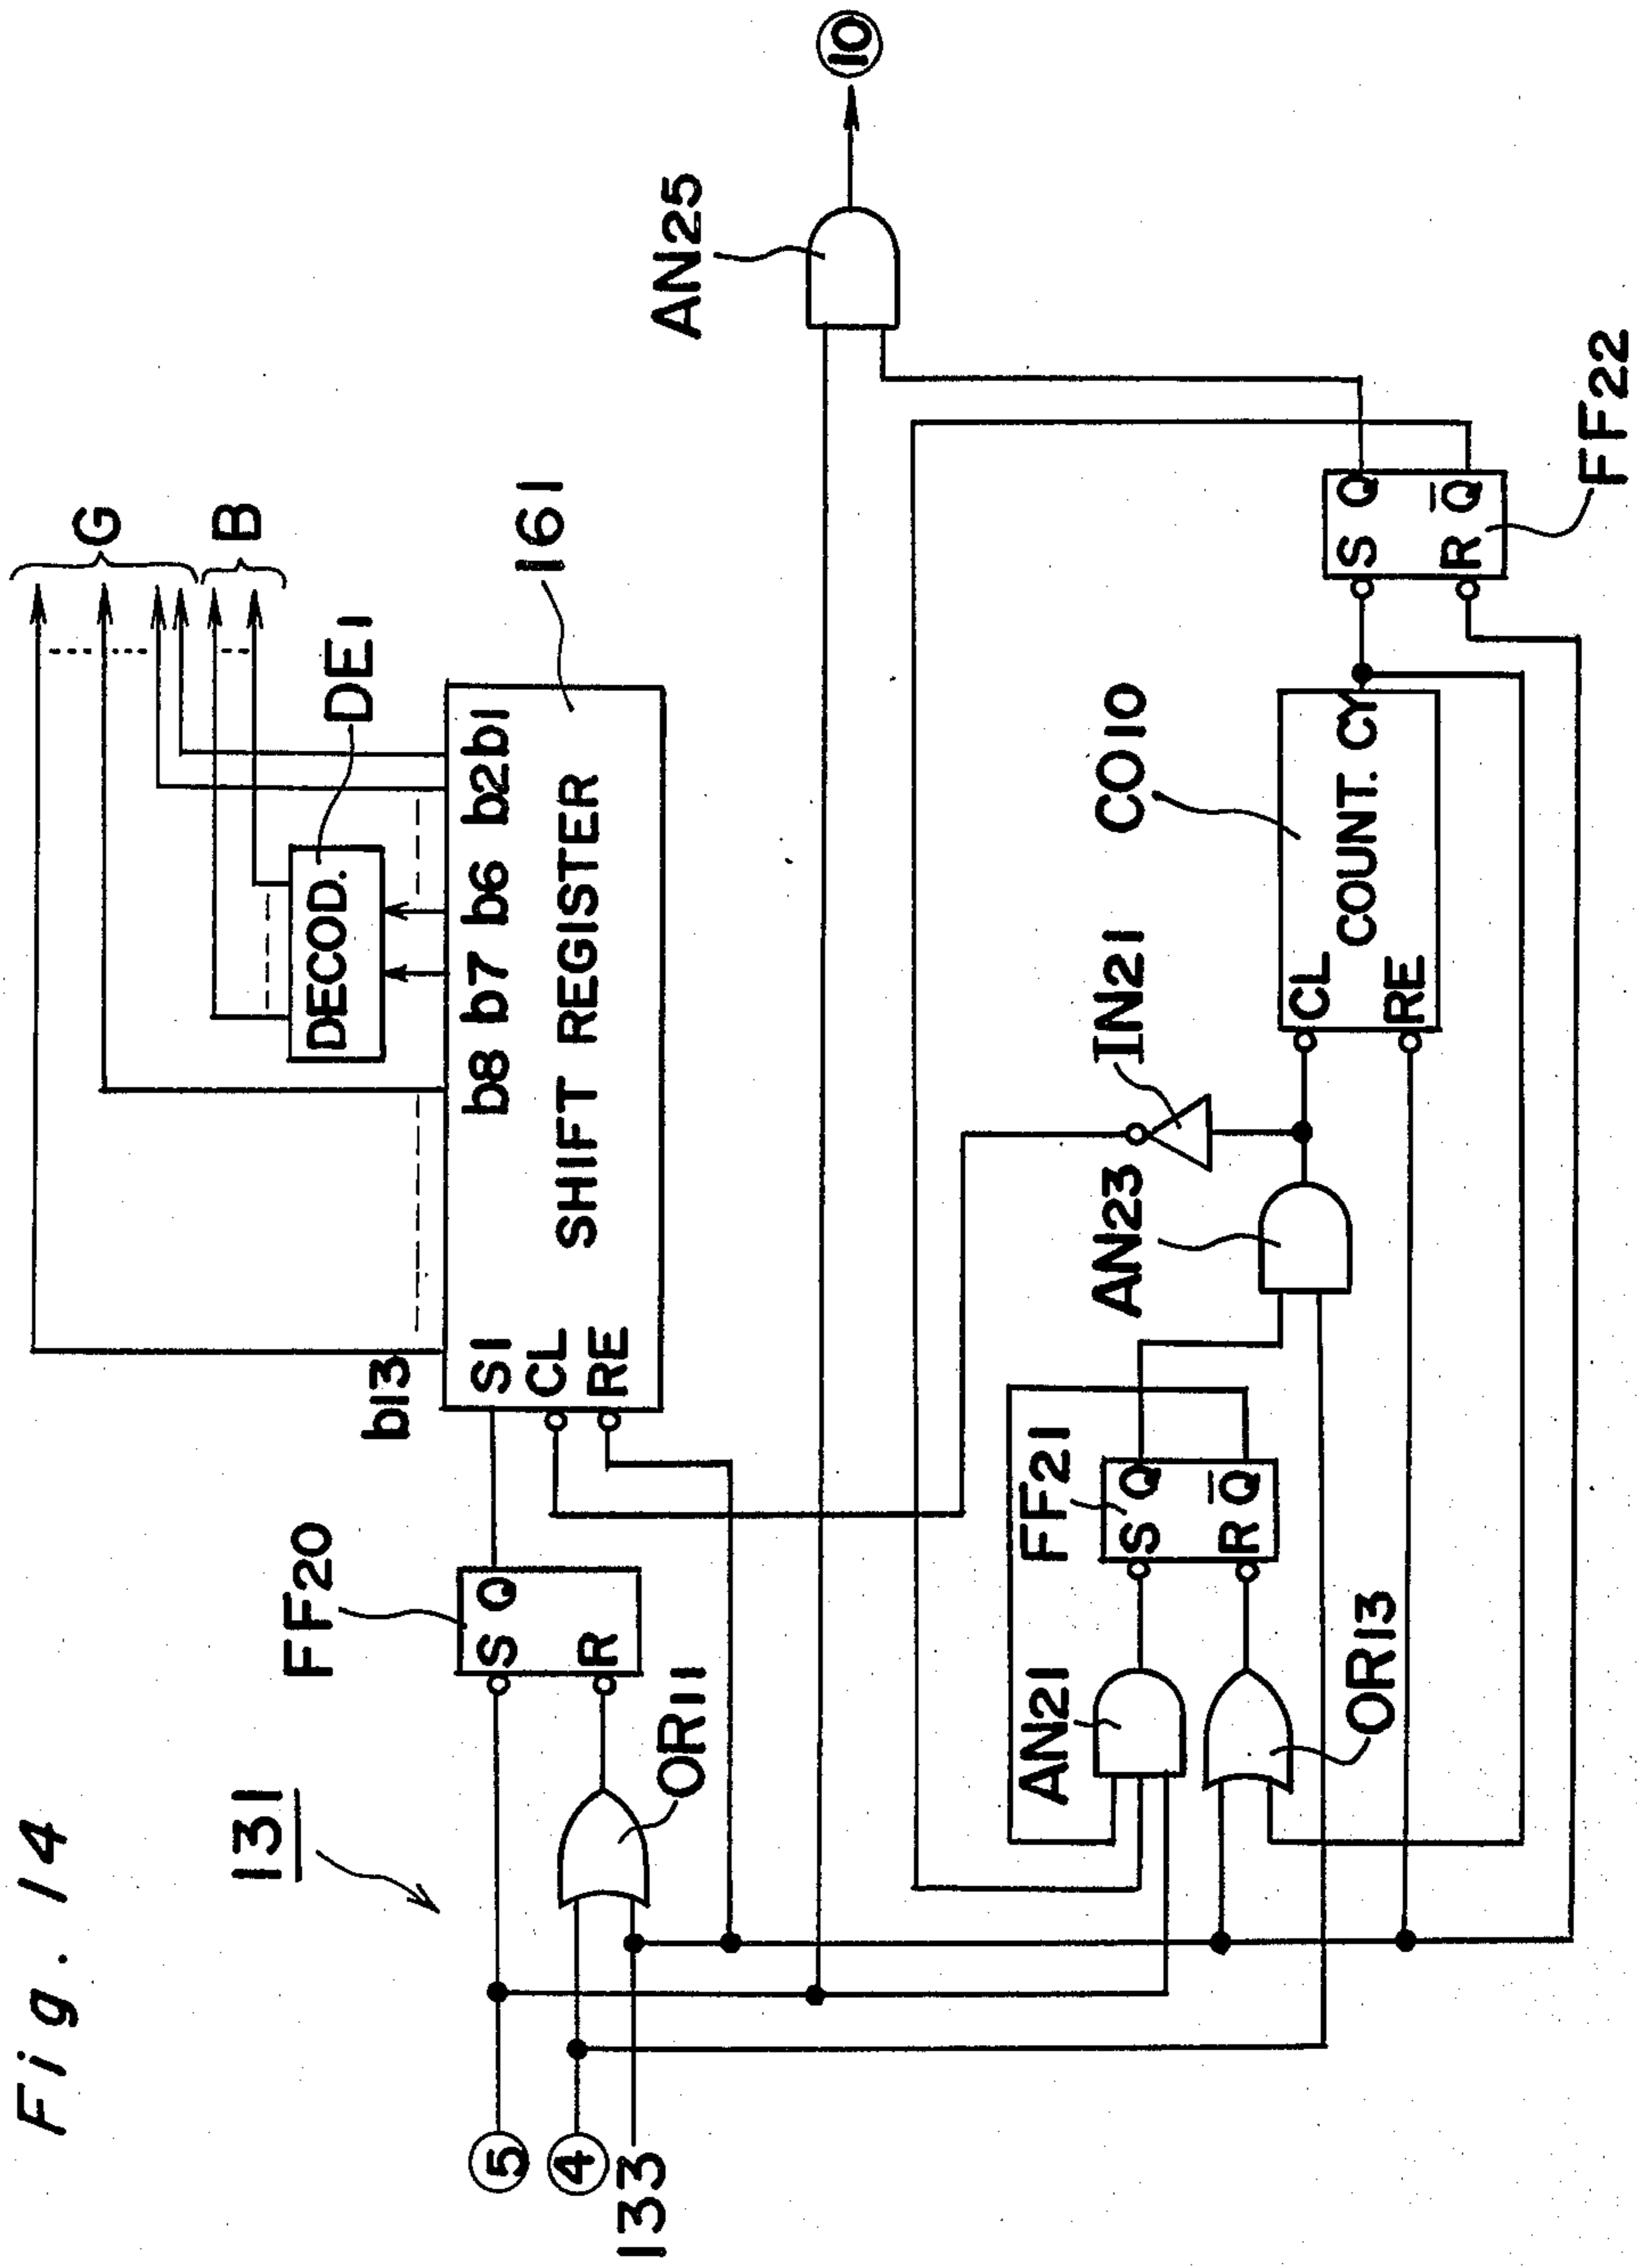 Fig. 14
131
G
B
DE1
DECOD.
161
b13
b8 b7 b6 b2 b1
S1
CL
RE
SHIFT REGISTER
FF20
S Q
R
OR11
5
4
133
AN25
10
AN21
FF21
S Q
R Q̅
OR13
AN23
IN21
CO10
CL
RE
COUNT. CY
S Q
R Q̅
FF22